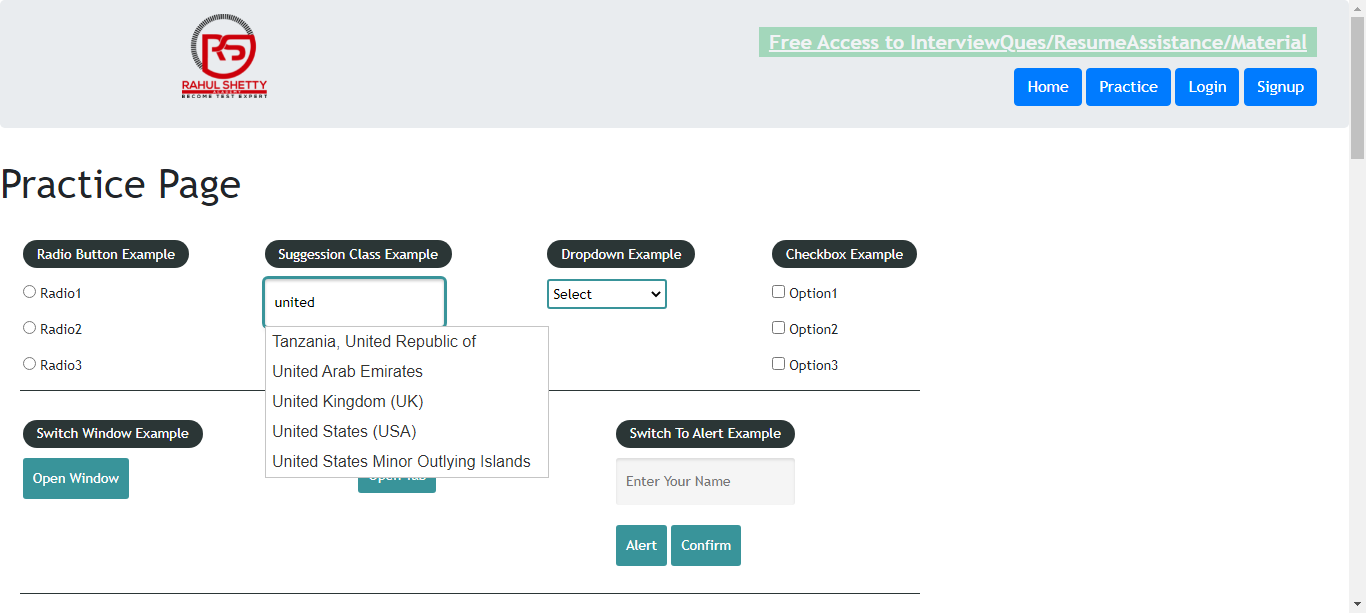 RS
RAHUL SHETTY
ACADEMY
BECOME TEST EXPERT
Free Access to InterviewQues/ResumeAssistance/Material
Home Practice Login Signup
Practice Page
Radio Button Example
Radio1
Radio2
Radio3
Suggession Class Example
united
Tanzania, United Republic of
United Arab Emirates
United Kingdom (UK)
United States (USA)
United States Minor Outlying Islands
Dropdown Example
Select
Checkbox Example
Option1
Option2
Option3
Switch Window Example
Open Window
Open Tab
Switch To Alert Example
Enter Your Name
Alert Confirm